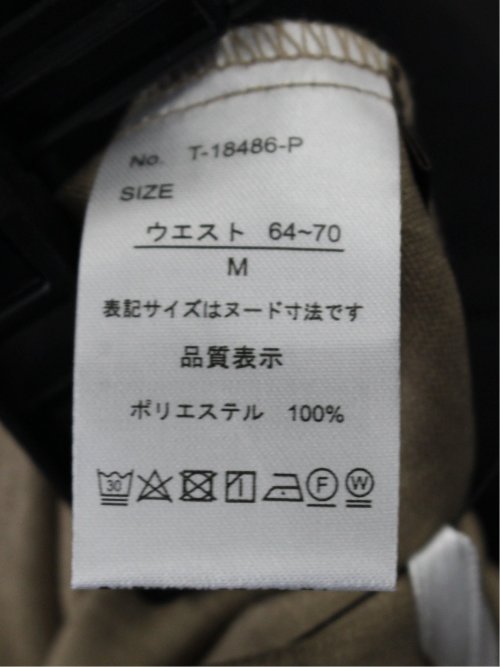 No. T-18486-P
SIZE
ウエスト 64~70
M
表記サイズはヌード寸法です
品質表示
ポリエステル 100%
30 F W